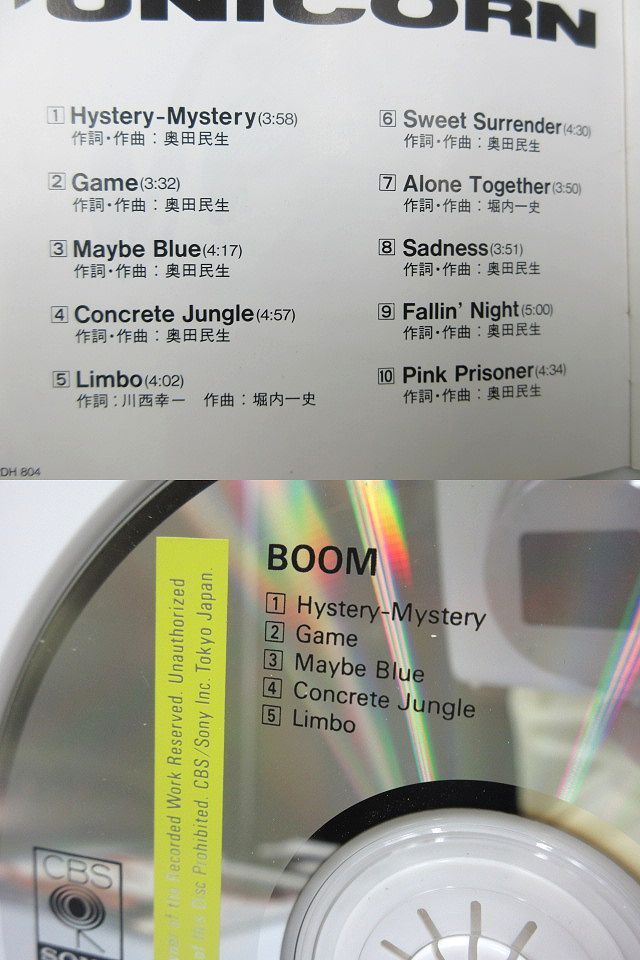 UNICORN
1 Hystery-Mystery(3:58)
作詞・作曲：奥田民生
2 Game(3:32)
作詞・作曲：奥田民生
3 Maybe Blue(4:17)
作詞・作曲：奥田民生
4 Concrete Jungle(4:57)
作詞・作曲：奥田民生
5 Limbo(4:02)
作詞：川西幸一　作曲：堀内一史
6 Sweet Surrender(4:30)
作詞・作曲：奥田民生
7 Alone Together(3:50)
作詞・作曲：堀内一史
8 Sadness(3:51)
作詞・作曲：奥田民生
9 Fallin' Night(5:00)
作詞・作曲：奥田民生
10 Pink Prisoner(4:34)
作詞・作曲：奥田民生
DH 804
BOOM
1 Hystery-Mystery
2 Game
3 Maybe Blue
4 Concrete Jungle
5 Limbo
of the Recorded Work Reserved. Unauthorized
of this Disc Prohibited. CBS/Sony Inc. Tokyo Japan.
CBS
SONY